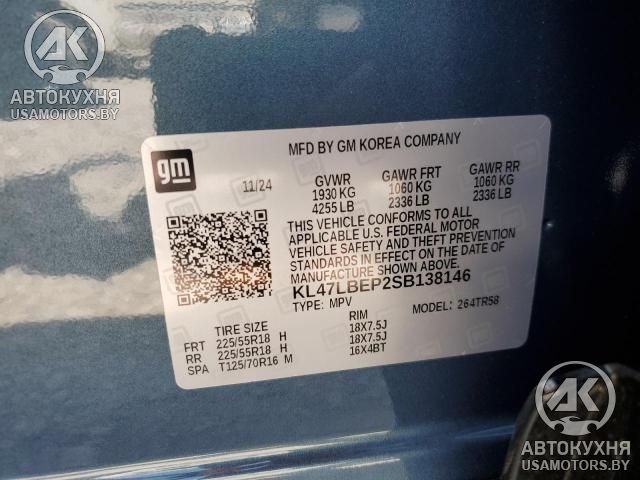 AK
АВТОКУХНЯ
USAMOTORS.BY
MFD BY GM KOREA COMPANY
gm
11/24
GVWR GAWR FRT GAWR RR
1930 KG 1060 KG 1060 KG
4255 LB 2336 LB 2336 LB
THIS VEHICLE CONFORMS TO ALL
APPLICABLE U.S. FEDERAL MOTOR
VEHICLE SAFETY AND THEFT PREVENTION
STANDARDS IN EFFECT ON THE DATE OF
MANUFACTURE SHOWN ABOVE.
KL47LBEP2SB138146
TYPE: MPV MODEL: 264TR58
TIRE SIZE RIM
FRT 225/55R18 H 18X7.5J
RR 225/55R18 H 18X7.5J
SPA T125/70R16 M 16X4BT
AK
АВТОКУХНЯ
USAMOTORS.BY